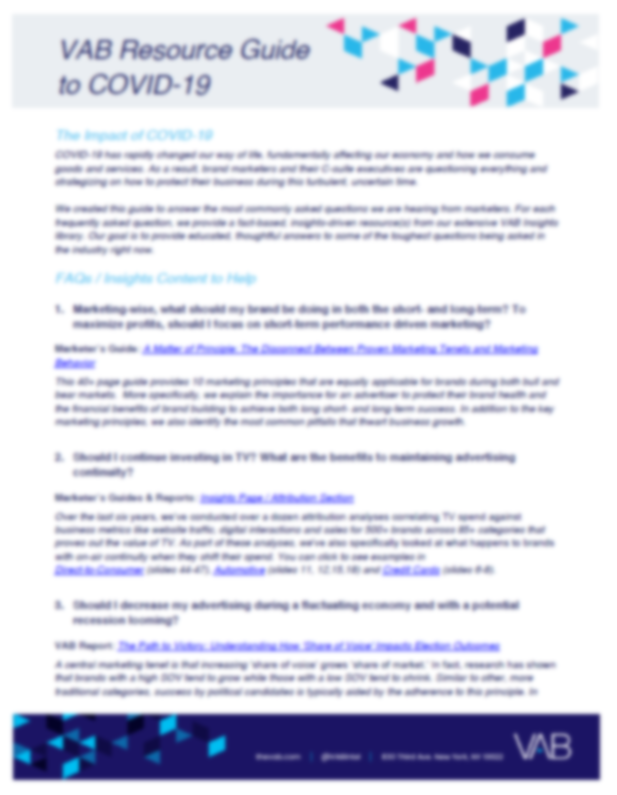 VAB Resource Guide
to COVID-19
The Impact of COVID-19
COVID-19 has rapidly changed our way of life, fundamentally affecting our economy and how we consume
goods and services. As a result, brand marketers and their C-suite executives are questioning everything and
strategizing on how to protect their business during this turbulent, uncertain time.
We created this guide to answer the most commonly asked questions we are hearing from marketers. For each
frequently asked question, we provide a fact-based, insights-driven resource(s) from our extensive VAB Insights
library. Our goal is to provide educated, thoughtful answers to some of the toughest questions being asked in
the industry right now.
FAQs / Insights Content to Help
1. Marketing-wise, what should my brand be doing in both the short- and long-term? To
maximize profits, should I focus on short-term performance driven marketing?
Marketer's Guide: A Matter of Principle: The Disconnect Between Proven Marketing Tenets and Marketing
Behavior
This 40+ page guide provides 10 marketing principles that are equally applicable for brands during both bull and
bear markets. More specifically, we explain the importance for an advertiser to protect their brand health and
the financial benefits of brand building to achieve both long short- and long-term success. In addition to the key
marketing principles, we also identify the most common pitfalls that thwart business growth.
2. Should I continue investing in TV? What are the benefits to maintaining advertising
continuity?
Marketer's Guides & Reports: Insights Page / Attribution Section
Over the last six years, we've conducted over a dozen attribution analyses correlating TV spend against
business metrics like website traffic, digital interactions and sales for 500+ brands across categories that
proves out the value of TV. As part of these analyses, we've also specifically looked at what happens to brands
with on-air continuity when they shift their spend. You can click to see examples in
Direct-to-Consumer (slides 44-47), Automotive (slides 11, 12,15,18) and Credit Cards (slides 6-8).
3. Should I decrease my advertising during a fluctuating economy and with a potential
recession looming?
VAB Report: The Path to Victory: Understanding How 'Share of Voice' Impacts Election Outcomes
A central marketing tenet is that increasing 'share of voice' grows 'share of market.' In fact, research has shown
that brands with a high SOV tend to grow while those with a low SOV tend to shrink. Similar to other, more
traditional categories, success by political candidates is typically aided by the adherence to this principle. In
thevab.com | | 830 Third Ave. New York, NY 10022
VAB